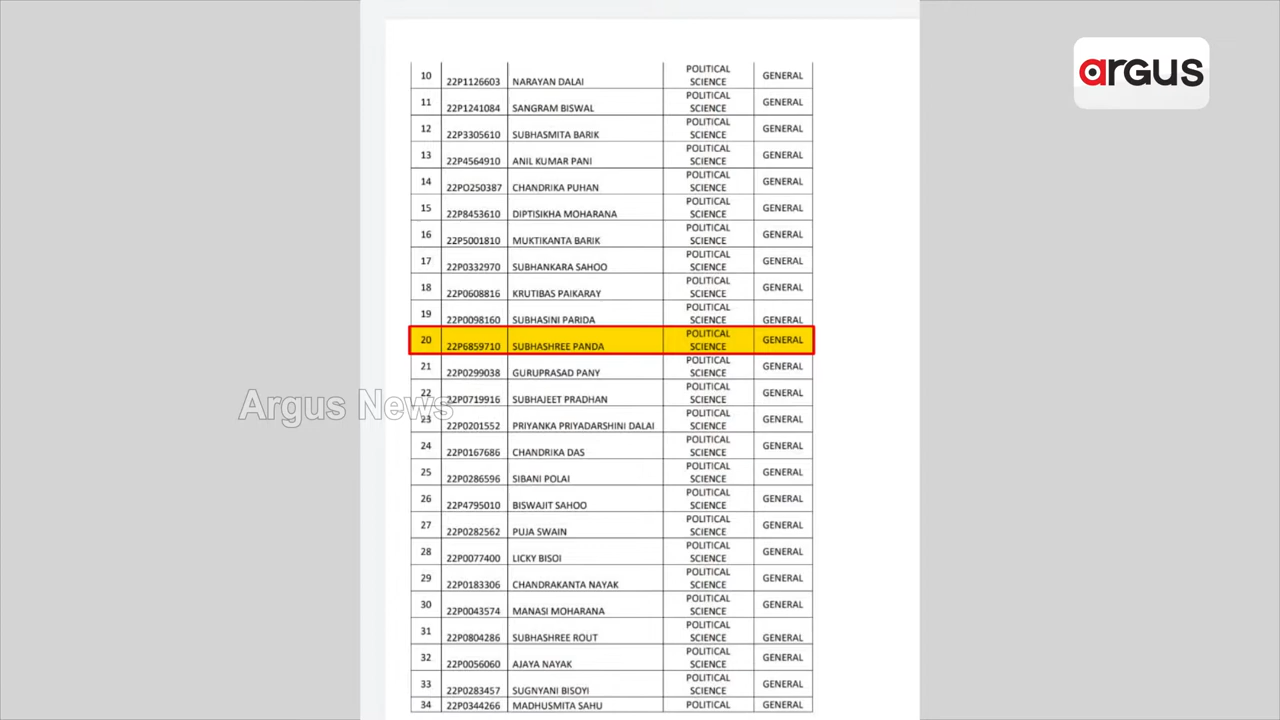 argus
10 22P1126603 NARAYAN DALAI POLITICAL SCIENCE GENERAL
11 22P1241084 SANGRAM BISWAL POLITICAL SCIENCE GENERAL
12 22P3305610 SUBHASMITA BARIK POLITICAL SCIENCE GENERAL
13 22P4564910 ANIL KUMAR PANI POLITICAL SCIENCE GENERAL
14 22PO250387 CHANDRIKA PUHAN POLITICAL SCIENCE GENERAL
15 22P8453610 DIPTISIKHA MOHARANA POLITICAL SCIENCE GENERAL
16 22P5001810 MUKTIKANTA BARIK POLITICAL SCIENCE GENERAL
17 22P0332970 SUBHANKARA SAHOO POLITICAL SCIENCE GENERAL
18 22P0608816 KRUTIBAS PAIKARAY POLITICAL SCIENCE GENERAL
19 22P0098160 SUBHASINI PARIDA POLITICAL SCIENCE GENERAL
20 22P6859710 SUBHASHREE PANDA POLITICAL SCIENCE GENERAL
21 22P0299038 GURUPRASAD PANY POLITICAL SCIENCE GENERAL
22 22P0719916 SUBHAJEET PRADHAN POLITICAL SCIENCE GENERAL
Argus News
23 22P0201552 PRIYANKA PRIYADARSHINI DALAI POLITICAL SCIENCE GENERAL
24 22P0167686 CHANDRIKA DAS POLITICAL SCIENCE GENERAL
25 22P0286596 SIBANI POLAI POLITICAL SCIENCE GENERAL
26 22P4795010 BISWAJIT SAHOO POLITICAL SCIENCE GENERAL
27 22P0282562 PUJA SWAIN POLITICAL SCIENCE GENERAL
28 22P0077400 LICKY BISOI POLITICAL SCIENCE GENERAL
29 22P0183306 CHANDRAKANTA NAYAK POLITICAL SCIENCE GENERAL
30 22P0043574 MANASI MOHARANA POLITICAL SCIENCE GENERAL
31 22P0804286 SUBHASHREE ROUT POLITICAL SCIENCE GENERAL
32 22P0056060 AJAYA NAYAK POLITICAL SCIENCE GENERAL
33 22P0283457 SUGNYANI BISOYI POLITICAL SCIENCE GENERAL
34 22P0344266 MADHUSMITA SAHU POLITICAL GENERAL